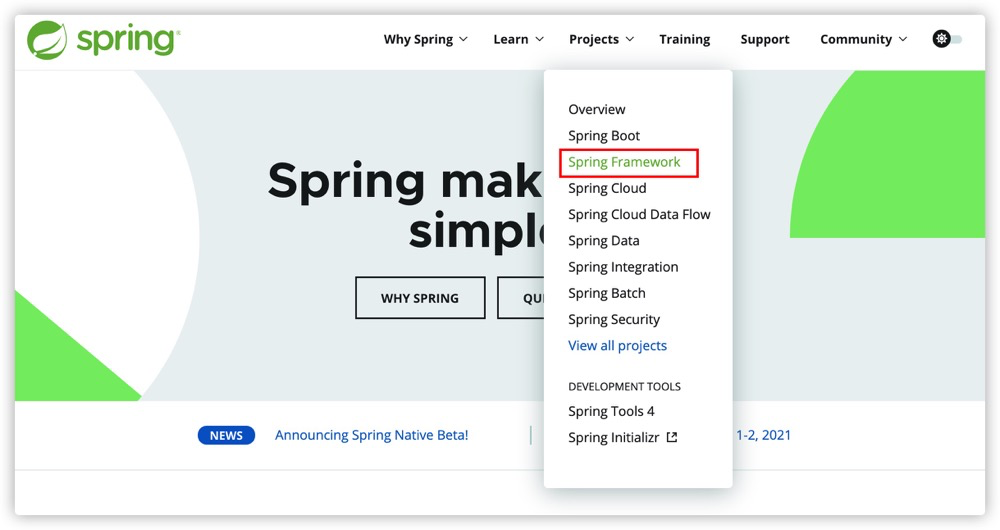 spring
Why Spring
Learn
Projects
Training
Support
Community
Overview
Spring Boot
Spring Framework
Spring Cloud
Spring Cloud Data Flow
Spring Data
Spring Integration
Spring Batch
Spring Security
View all projects
DEVELOPMENT TOOLS
Spring Tools 4
Spring Initializr
Spring mak
simpl
WHY SPRING
QU
NEWS
Announcing Spring Native Beta!
1-2, 2021